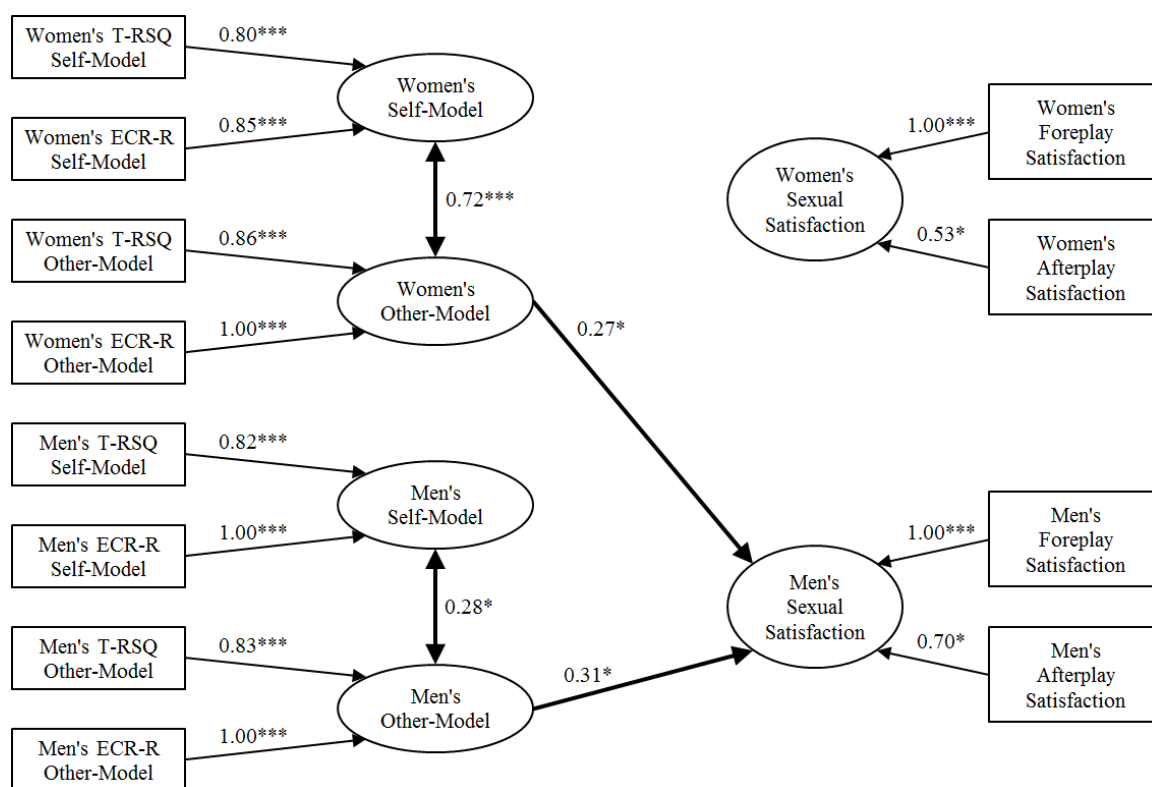 Women's T-RSQ
Self-Model
0.80***
Women's
Self-Model
Women's ECR-R
Self-Model
0.85***
0.72***
Women's T-RSQ
Other-Model
0.86***
Women's
Other-Model
Women's ECR-R
Other-Model
1.00***
0.27*
Women's
Sexual
Satisfaction
1.00***
Women's
Foreplay
Satisfaction
0.53*
Women's
Afterplay
Satisfaction
Men's T-RSQ
Self-Model
0.82***
Men's
Self-Model
Men's ECR-R
Self-Model
1.00***
0.28*
Men's T-RSQ
Other-Model
0.83***
Men's
Other-Model
Men's ECR-R
Other-Model
1.00***
0.31*
Men's
Sexual
Satisfaction
1.00***
Men's
Foreplay
Satisfaction
0.70*
Men's
Afterplay
Satisfaction